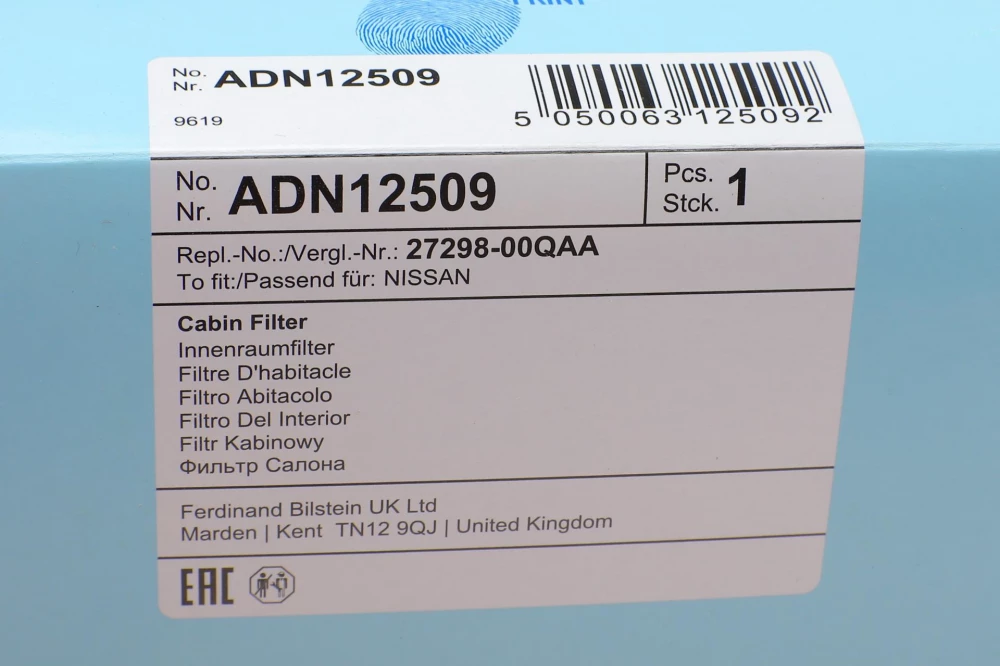 PRINT
No.
Nr. ADN12509
9619
5 050063 125092
No.
Nr. ADN12509
Pcs.
Stck. 1
Repl.-No.:/Vergl.-Nr.: 27298-00QAA
To fit:/Passend für: NISSAN
Cabin Filter
Innenraumfilter
Filtre D'habitacle
Filtro Abitacolo
Filtro Del Interior
Filtr Kabinowy
Фильтр Салона
Ferdinand Bilstein UK Ltd
Marden | Kent TN12 9QJ | United Kingdom
EAC